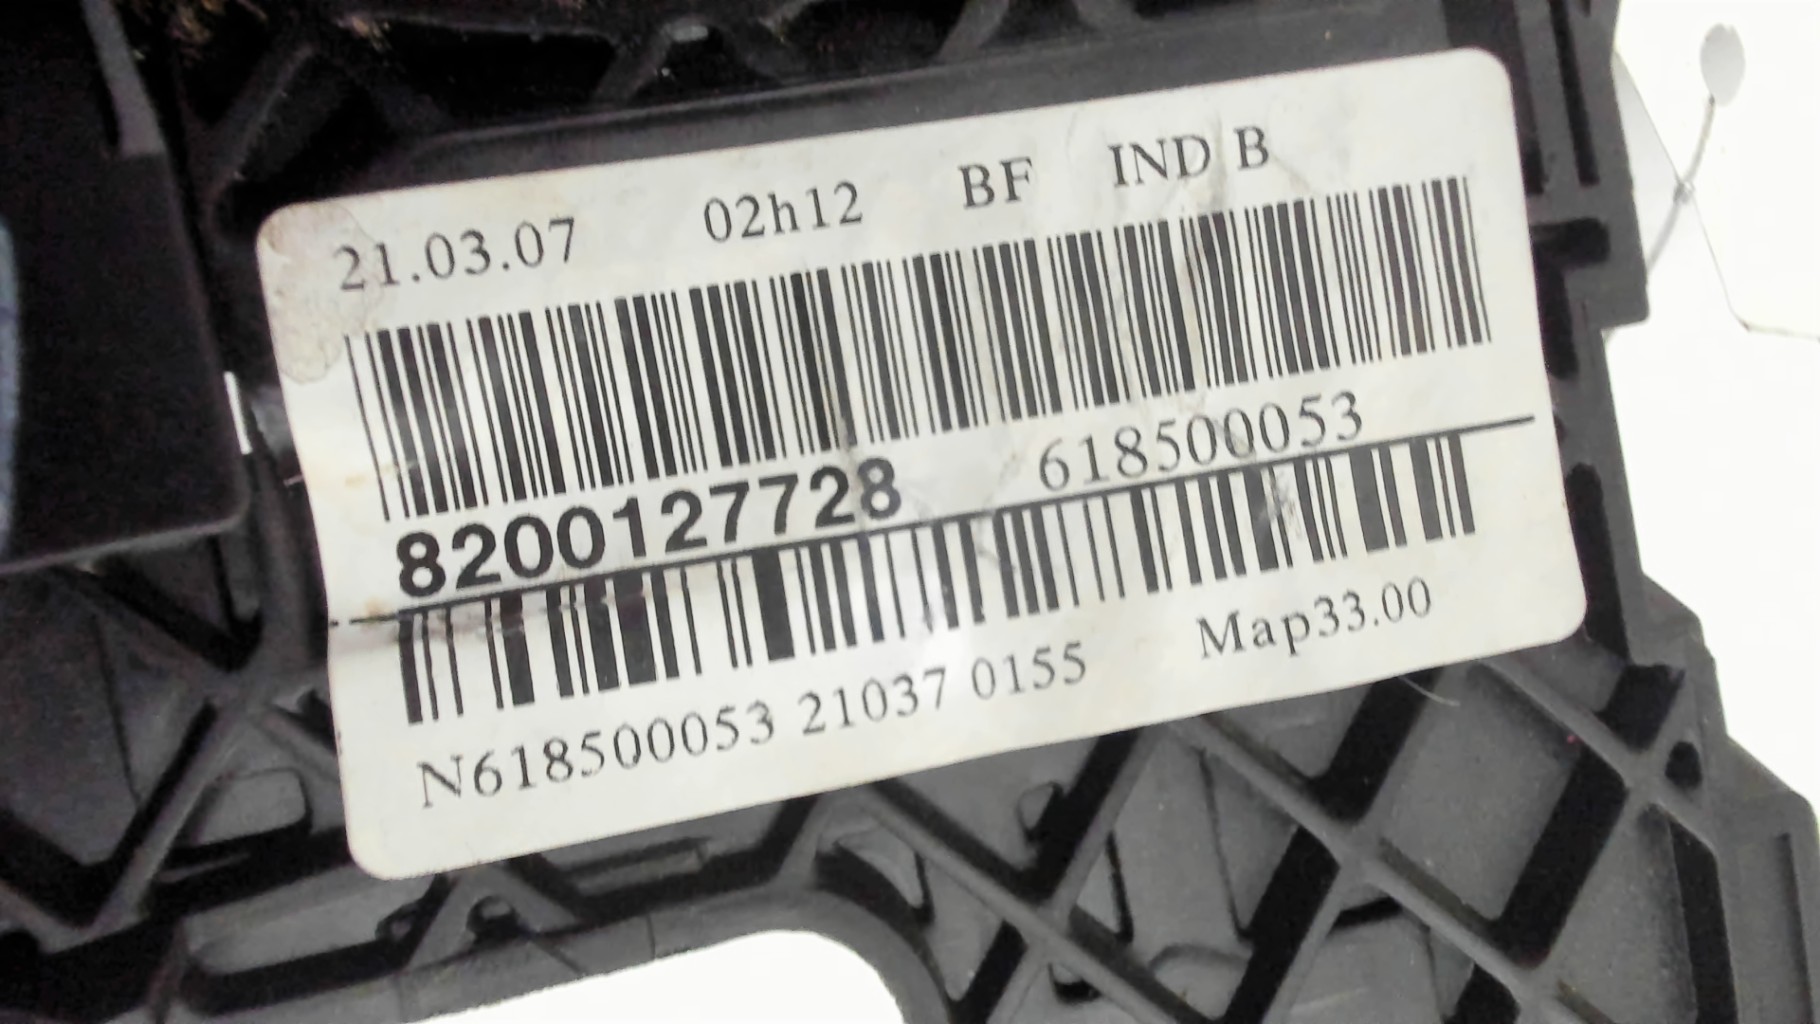 21.03.07 02h12 BF IND B
8200127728 618500053
N618500053 21037 0155 Map33.00